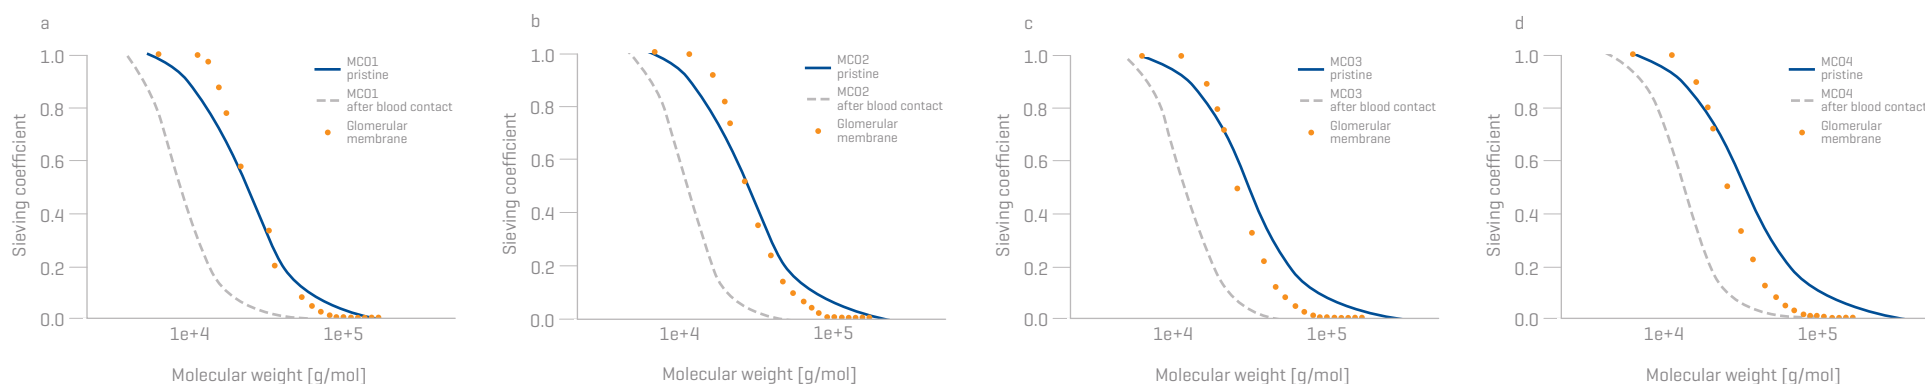 a
Sieving coefficient
1.0
0.8
0.6
0.4
0.2
0.0
1e+4
1e+5
Molecular weight [g/mol]
MC01
pristine
MC01
after blood contact
Glomerular
membrane
b
Sieving coefficient
1.0
0.8
0.6
0.4
0.2
0.0
1e+4
1e+5
Molecular weight [g/mol]
MC02
pristine
MC02
after blood contact
Glomerular
membrane
c
Sieving coefficient
1.0
0.8
0.6
0.4
0.2
0.0
1e+4
1e+5
Molecular weight [g/mol]
MC03
pristine
MC03
after blood contact
Glomerular
membrane
d
Sieving coefficient
1.0
0.8
0.6
0.4
0.2
0.0
1e+4
1e+5
Molecular weight [g/mol]
MC04
pristine
MC04
after blood contact
Glomerular
membrane